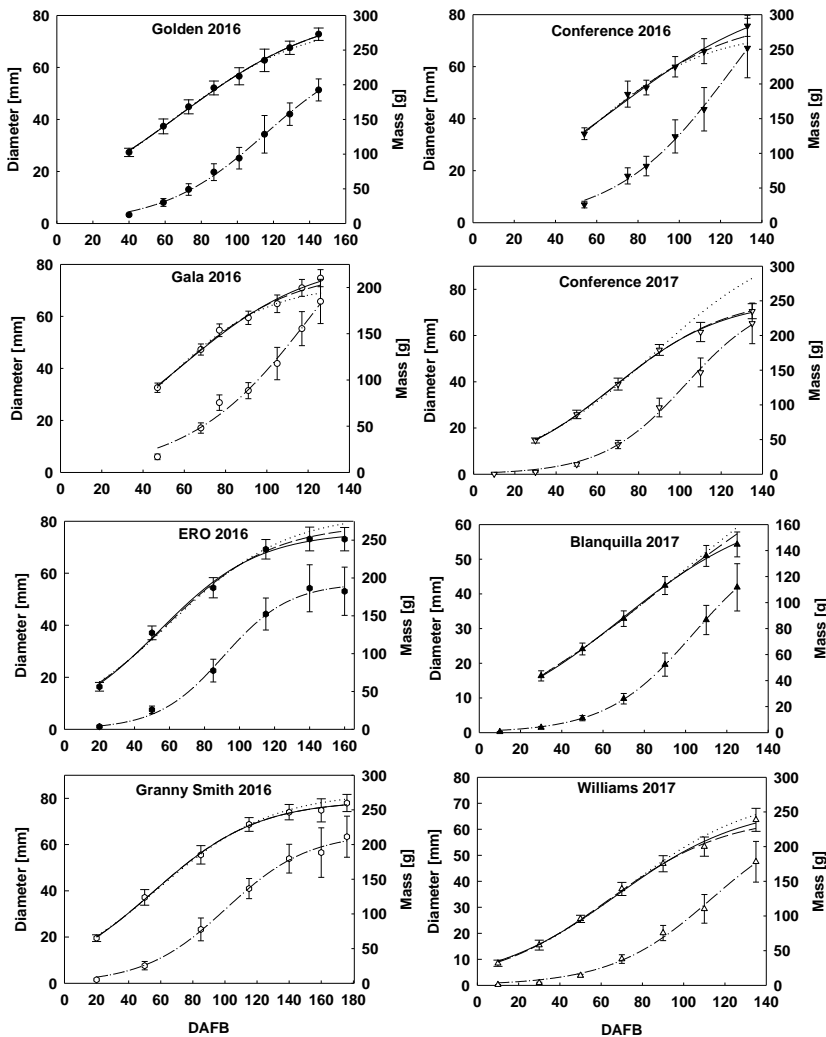 Golden 2016
Diameter [mm]
80
60
40
20
0
300
250
200
150
100
50
0
Mass [g]
0 20 40 60 80 100 120 140 160
Conference 2016
Diameter [mm]
80
60
40
20
0
300
250
200
150
100
50
0
Mass [g]
0 20 40 60 80 100 120 140
Gala 2016
Diameter [mm]
80
60
40
20
0
200
150
100
50
0
Mass [g]
0 20 40 60 80 100 120 140
Conference 2017
Diameter [mm]
80
60
40
20
0
300
250
200
150
100
50
0
Mass [g]
0 20 40 60 80 100 120 140
ERO 2016
Diameter [mm]
80
60
40
20
0
250
200
150
100
50
0
Mass [g]
0 20 40 60 80 100 120 140 160
Blanquilla 2017
Diameter [mm]
60
50
40
30
20
10
0
160
140
120
100
80
60
40
20
0
Mass [g]
0 20 40 60 80 100 120 140
Granny Smith 2016
Diameter [mm]
80
60
40
20
0
300
250
200
150
100
50
0
Mass [g]
0 20 40 60 80 100 120 140 160 180
DAFB
Williams 2017
Diameter [mm]
80
70
60
50
40
30
20
10
0
300
250
200
150
100
50
0
Mass [g]
0 20 40 60 80 100 120 140
DAFB